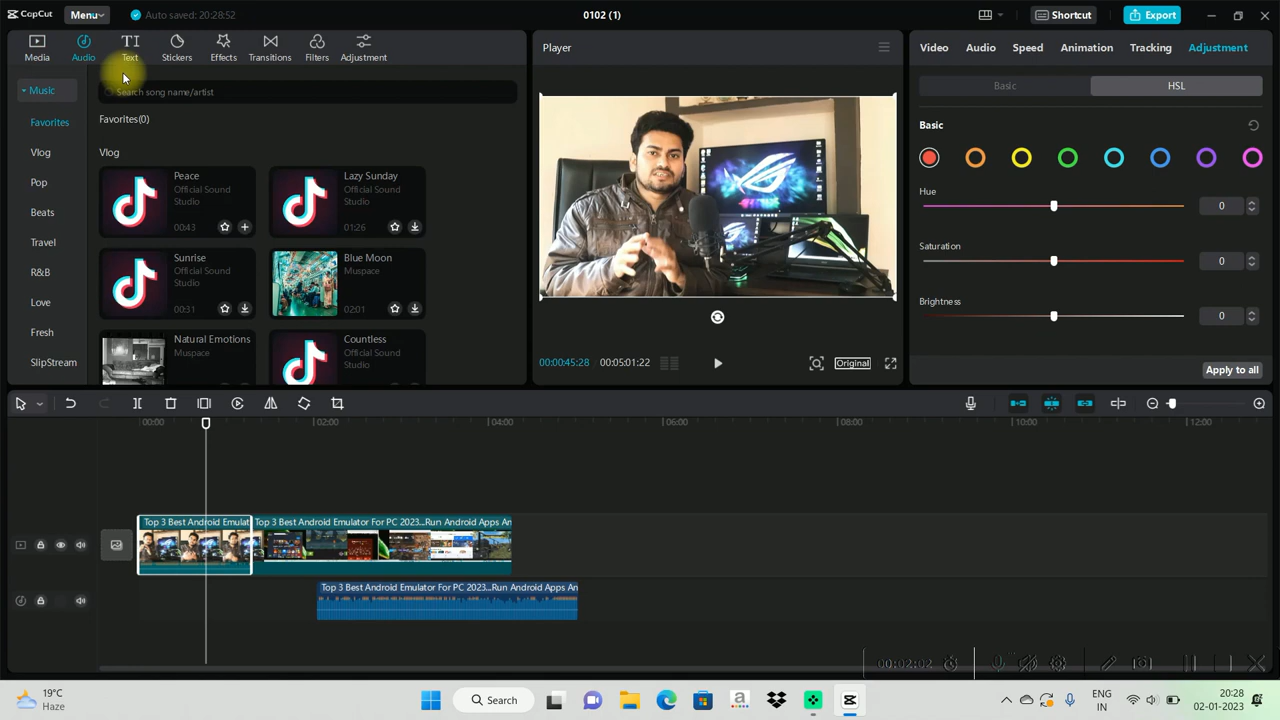 CapCut
Menu
Auto saved: 20:28:52
0102 (1)
Shortcut
Export
Media
Audio
Text
Stickers
Effects
Transitions
Filters
Adjustment
Music
Favorites
Vlog
Pop
Beats
Travel
R&B
Love
Fresh
SlipStream
Search song name/artist
Favorites(0)
Vlog
Peace
Official Sound
Studio
00:43
Lazy Sunday
Official Sound
Studio
01:26
Sunrise
Official Sound
Studio
00:31
Blue Moon
Muspace
02:01
Natural Emotions
Muspace
Countless
Official Sound
Studio
Player
00:00:45:28
00:05:01:22
Original
Video
Audio
Speed
Animation
Tracking
Adjustment
Basic
HSL
Basic
Hue
0
Saturation
0
Brightness
0
Apply to all
00:00
02:00
04:00
06:00
08:00
10:00
12:00
Top 3 Best Android Emulat
Top 3 Best Android Emulator For PC 2023...Run Android Apps An
Top 3 Best Android Emulator For PC 2023...Run Android Apps An
00:02:02
19°C
Haze
Search
ENG
IN
20:28
02-01-2023